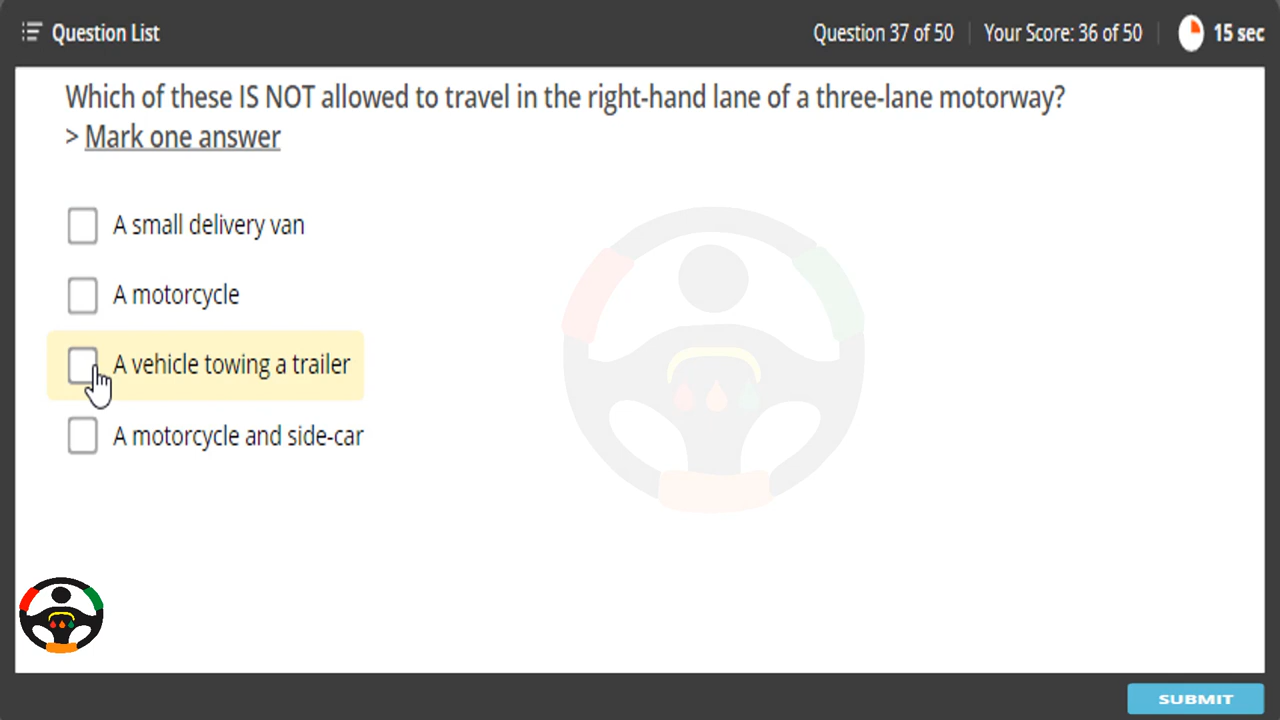 Question List
Question 37 of 50
Your Score: 36 of 50
15 sec
Which of these IS NOT allowed to travel in the right-hand lane of a three-lane motorway?
> Mark one answer
A small delivery van
A motorcycle
A vehicle towing a trailer
A motorcycle and side-car
SUBMIT